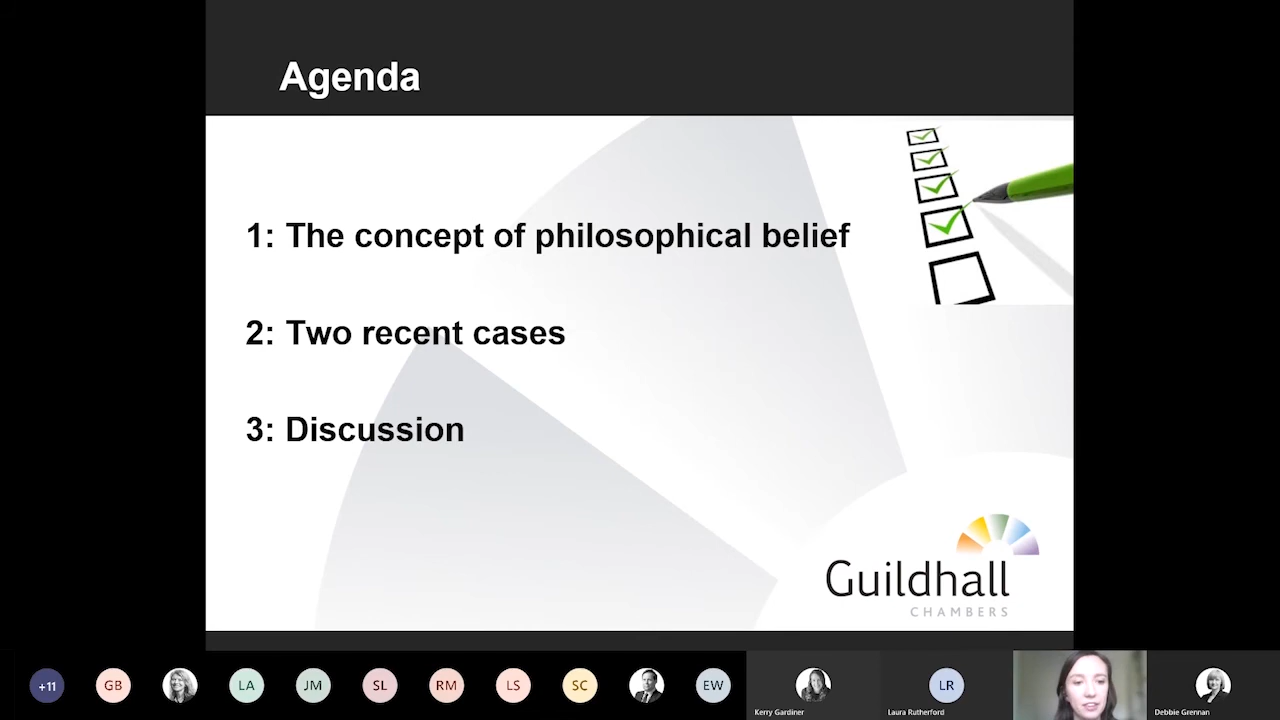 Agenda
1: The concept of philosophical belief
2: Two recent cases
3: Discussion
Guildhall
CHAMBERS
+11
GB
LA
JM
SL
RM
LS
SC
EW
Kerry Gardiner
LR
Laura Rutherford
Debbie Grennan